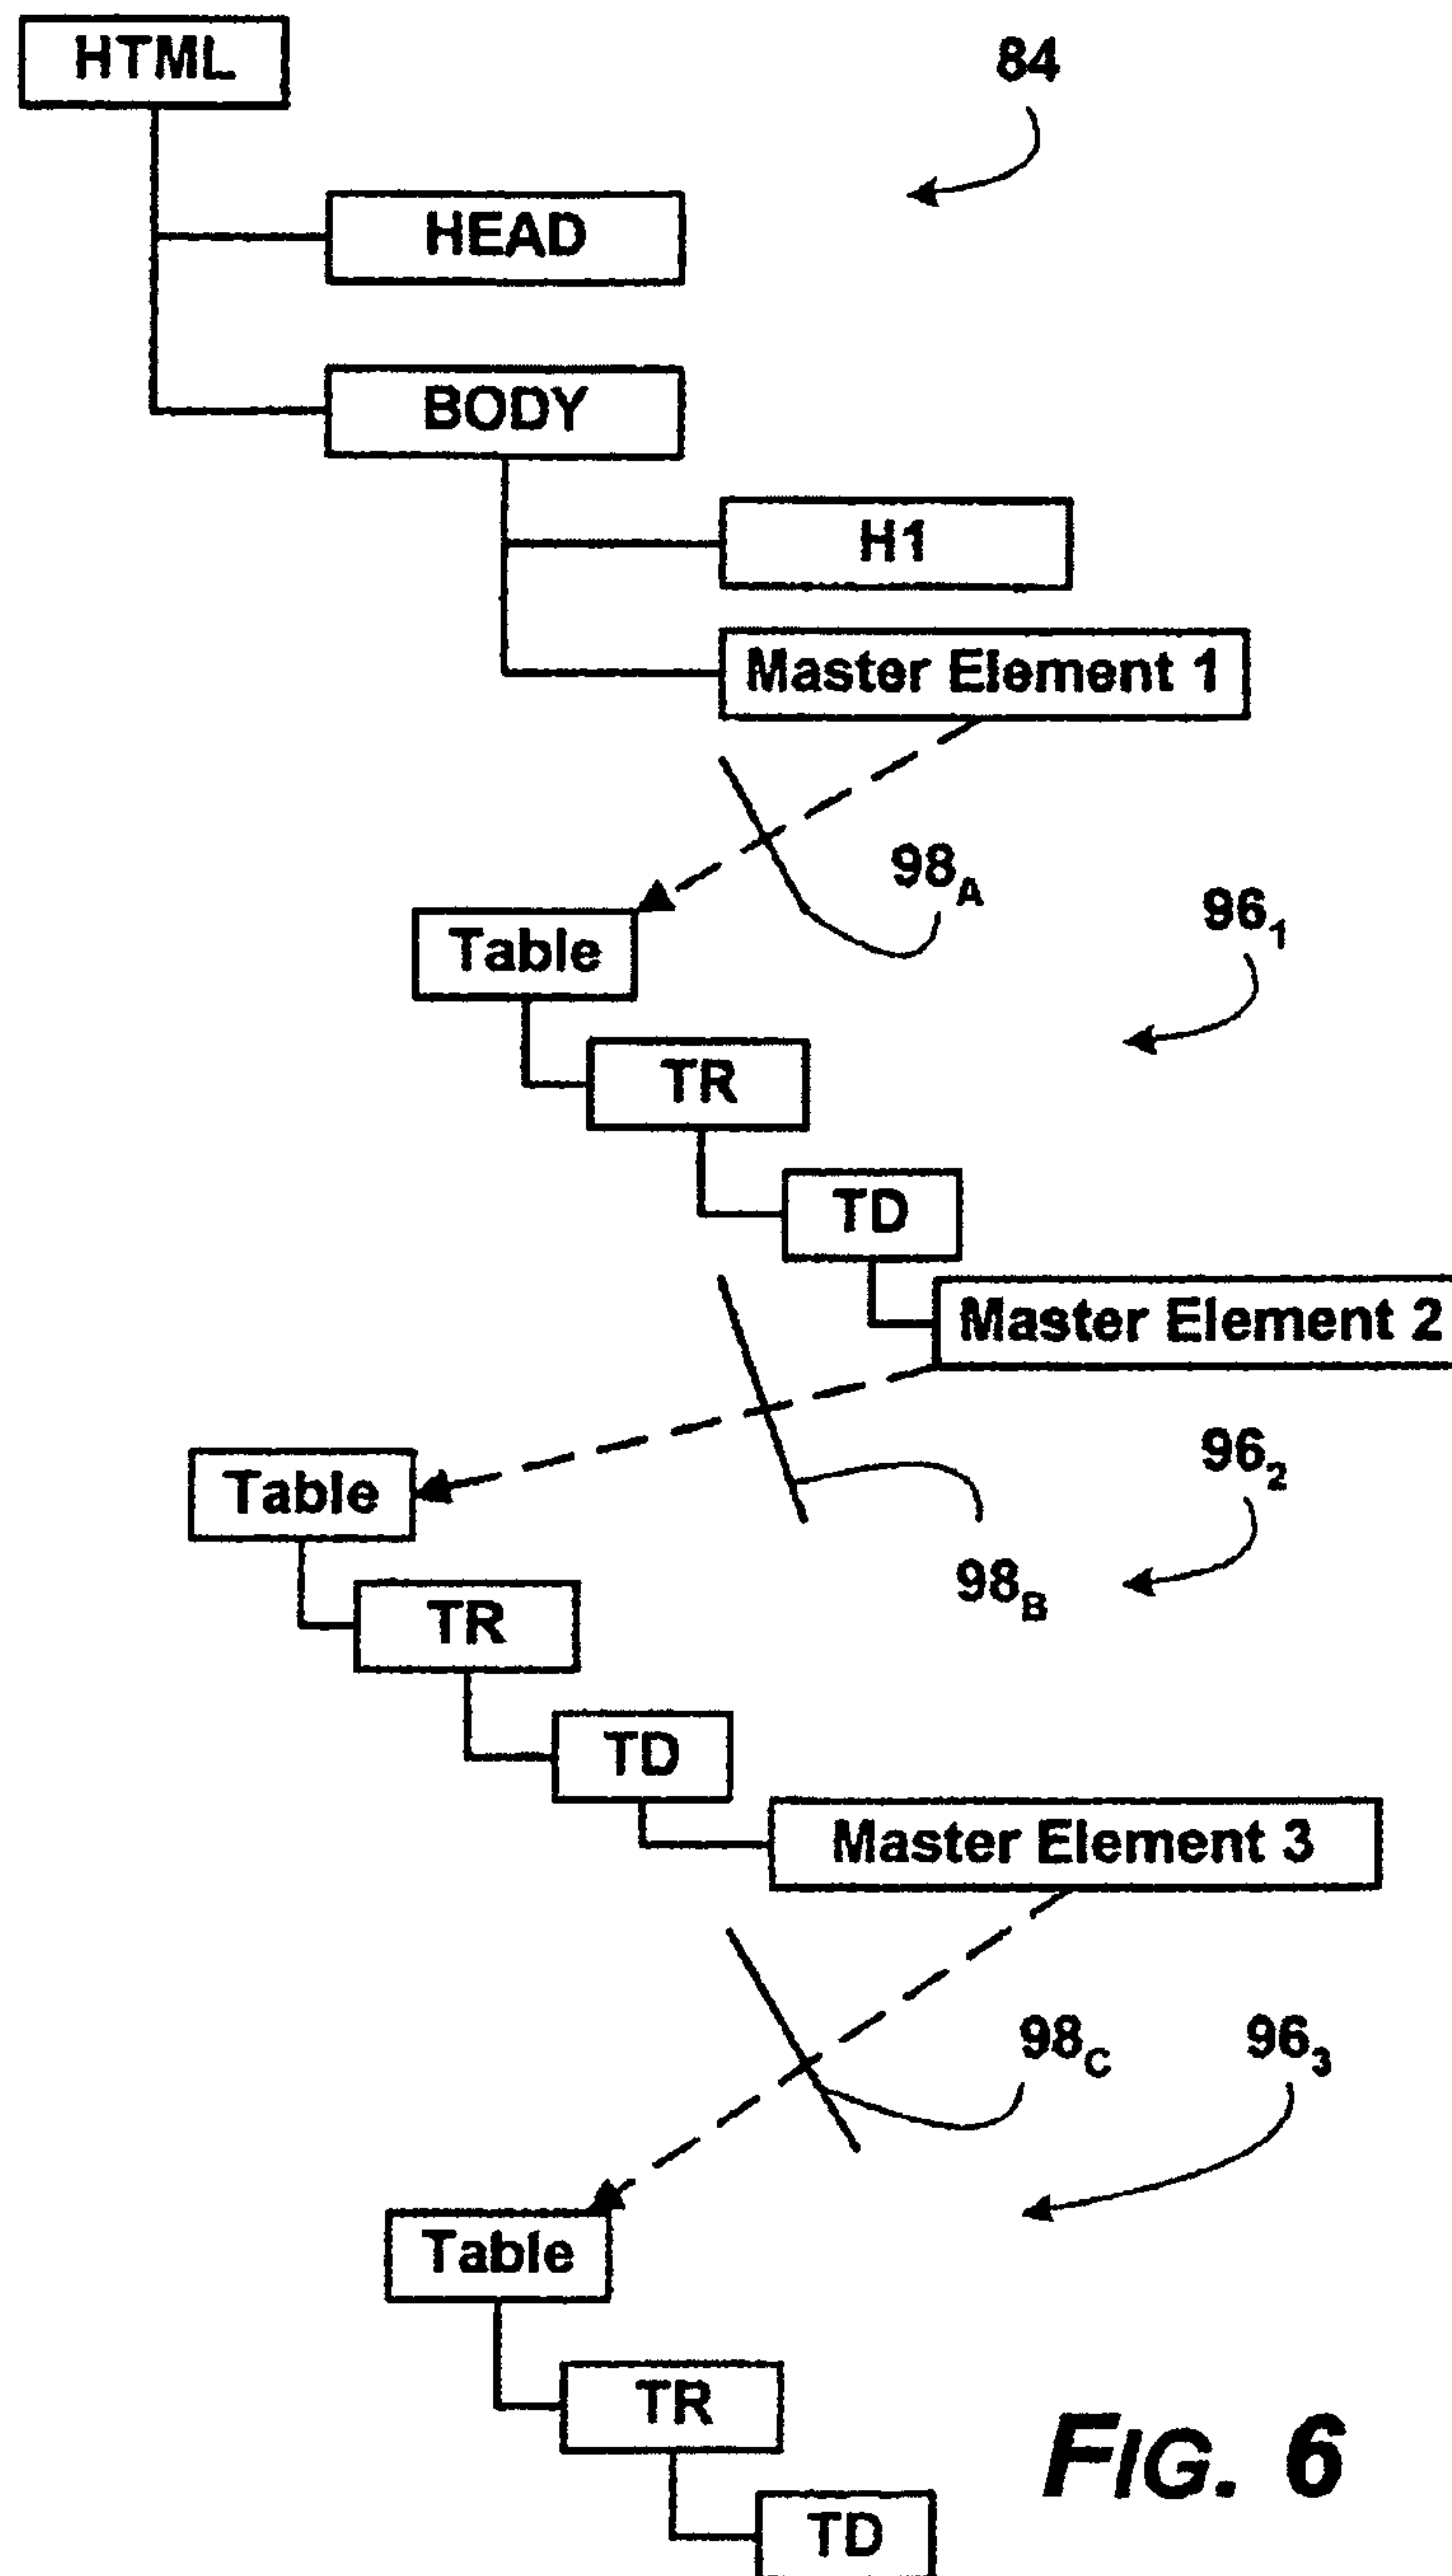 HTML
84
HEAD
BODY
H1
Master Element 1
98A
961
Table
TR
TD
Master Element 2
962
Table
98B
TR
TD
Master Element 3
98C
963
Table
TR
FIG. 6
TD